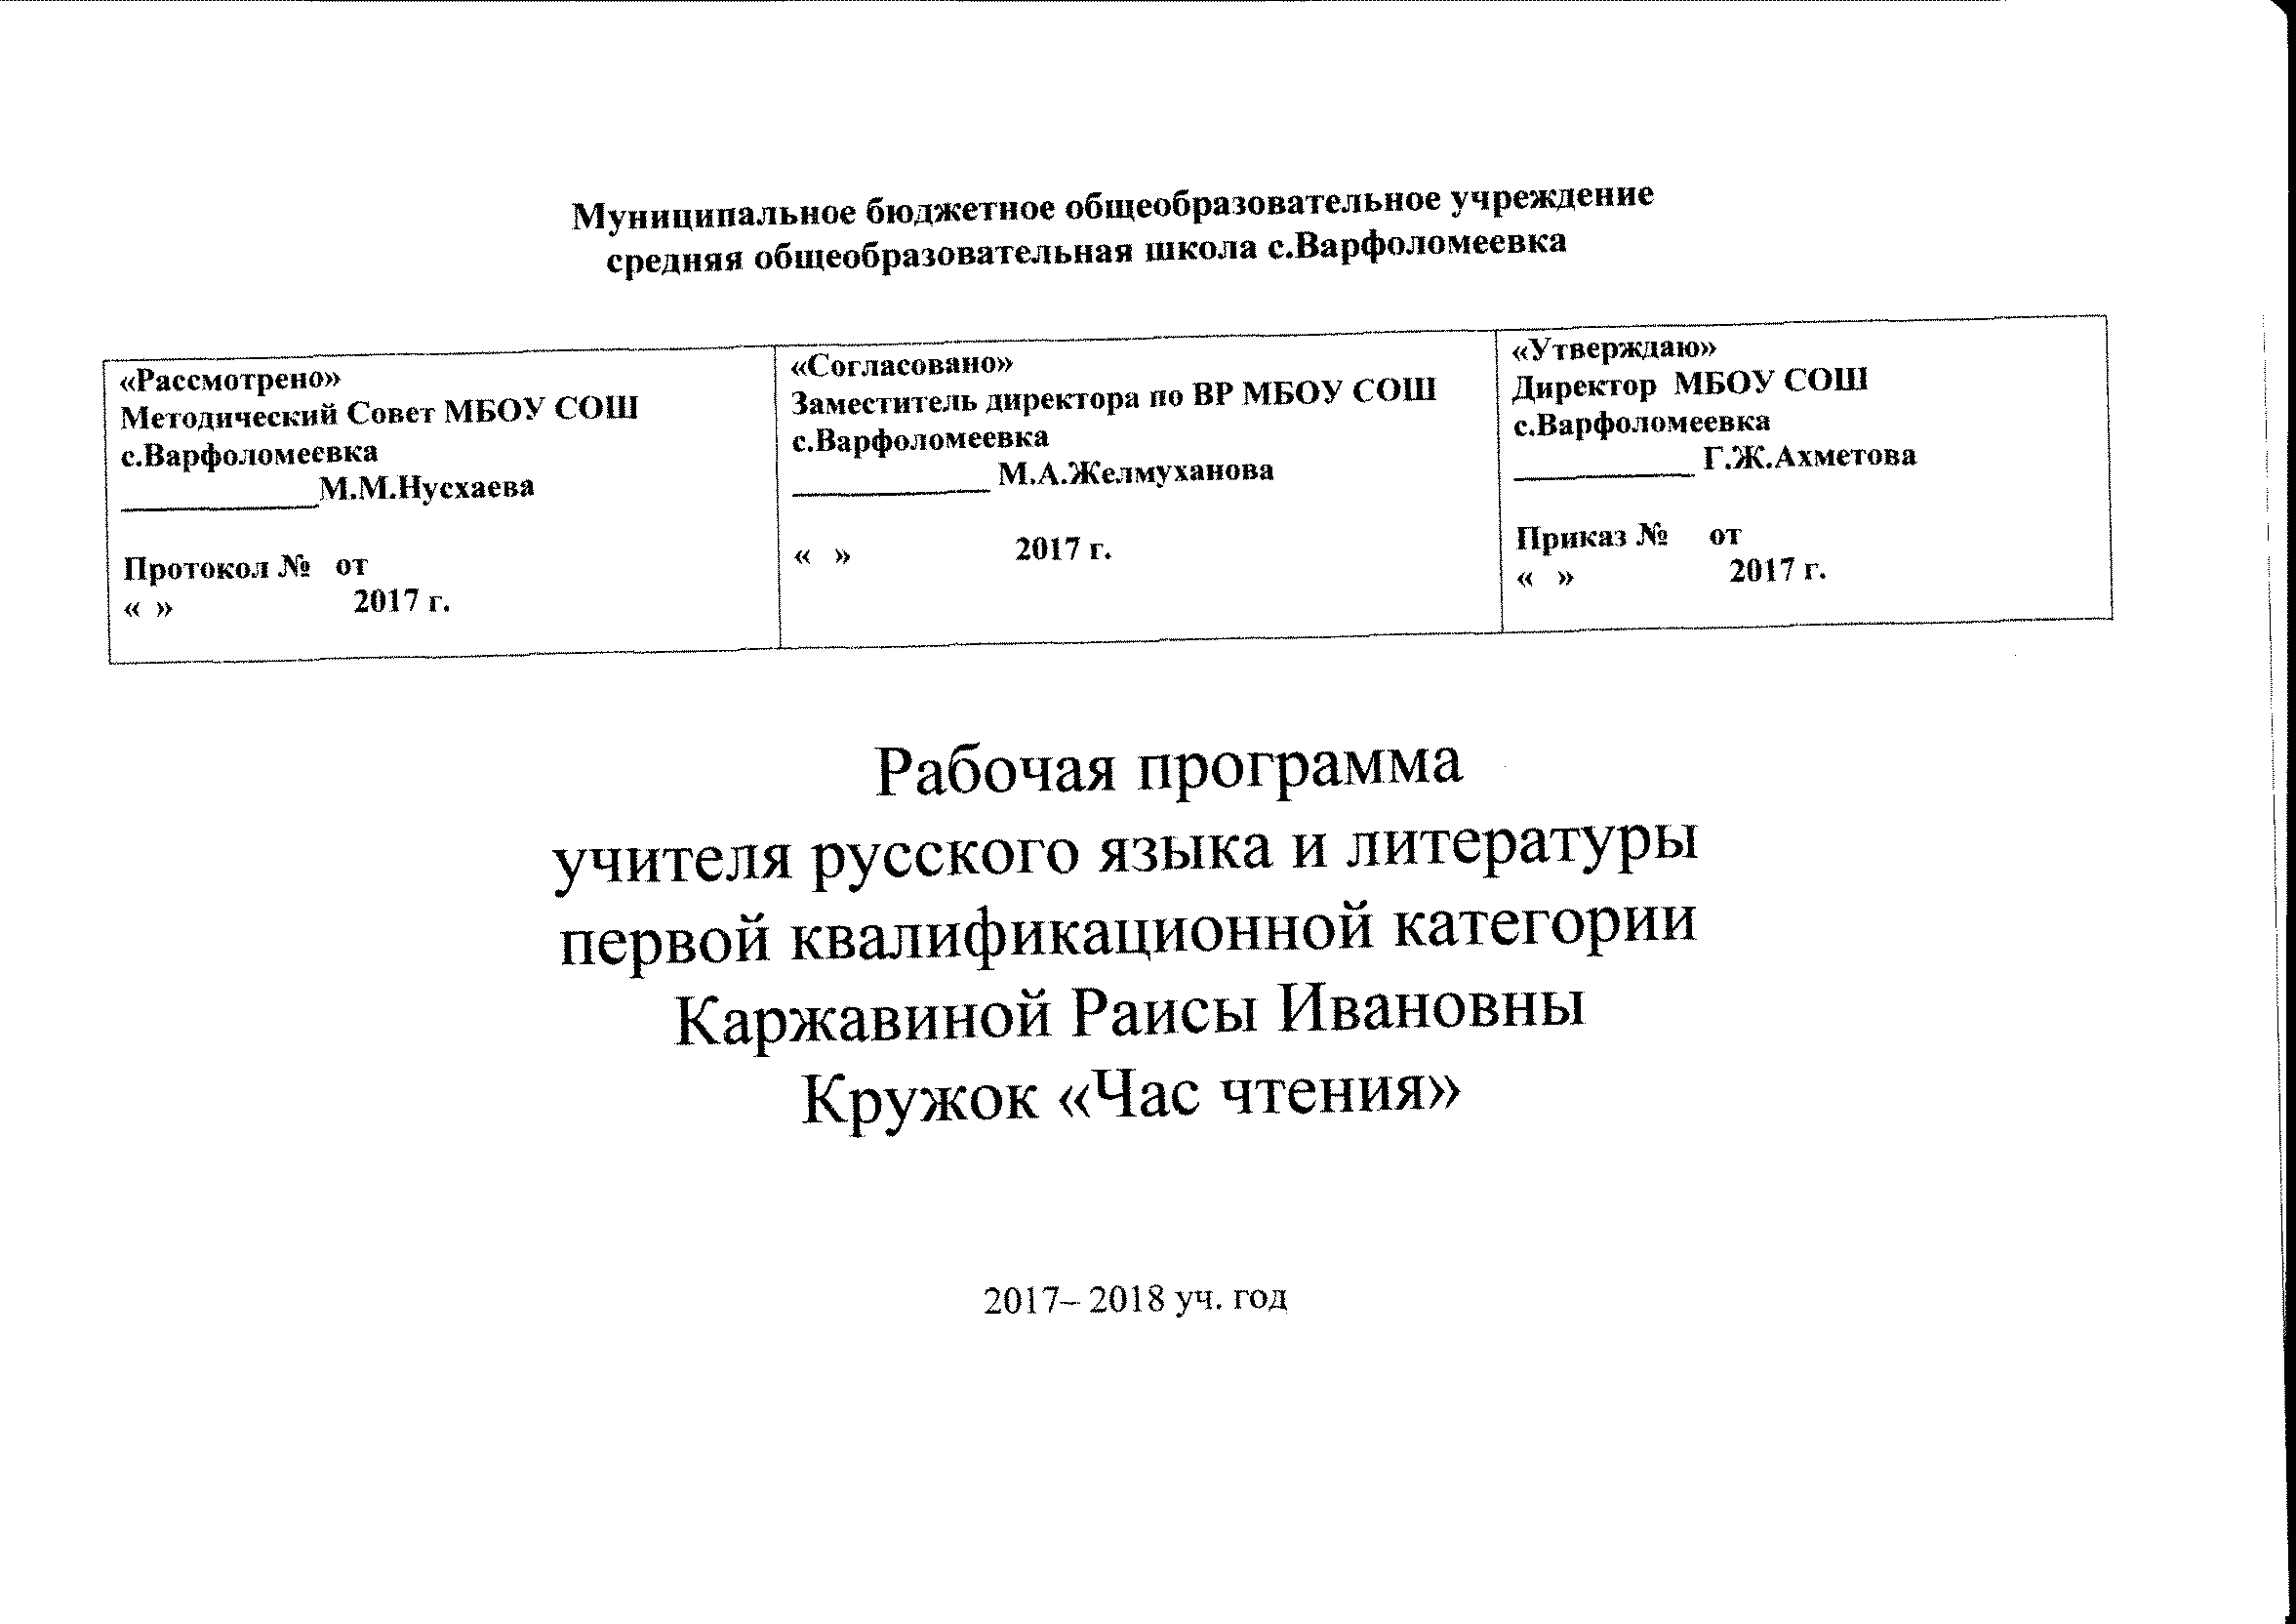 Муниципальное бюджетное общеобразовательное учреждение
средняя общеобразовательная школа с.Варфоломеевка
«Рассмотрено»
Методический Совет МБОУ СОШ
с.Варфоломеевка
____________М.М.Нусхаева
Протокол №   от
«  »                      2017 г.
«Согласовано»
Заместитель директора по ВР МБОУ СОШ
с.Варфоломеевка
____________ М.А.Желмуханова
«   »                    2017 г.
«Утверждаю»
Директор  МБОУ СОШ
с.Варфоломеевка
___________ Г.Ж.Ахметова
Приказ №     от
«   »                   2017 г.
Рабочая программа
учителя русского языка и литературы
первой квалификационной категории
Каржавиной Раисы Ивановны
Кружок «Час чтения»
2017– 2018 уч. год